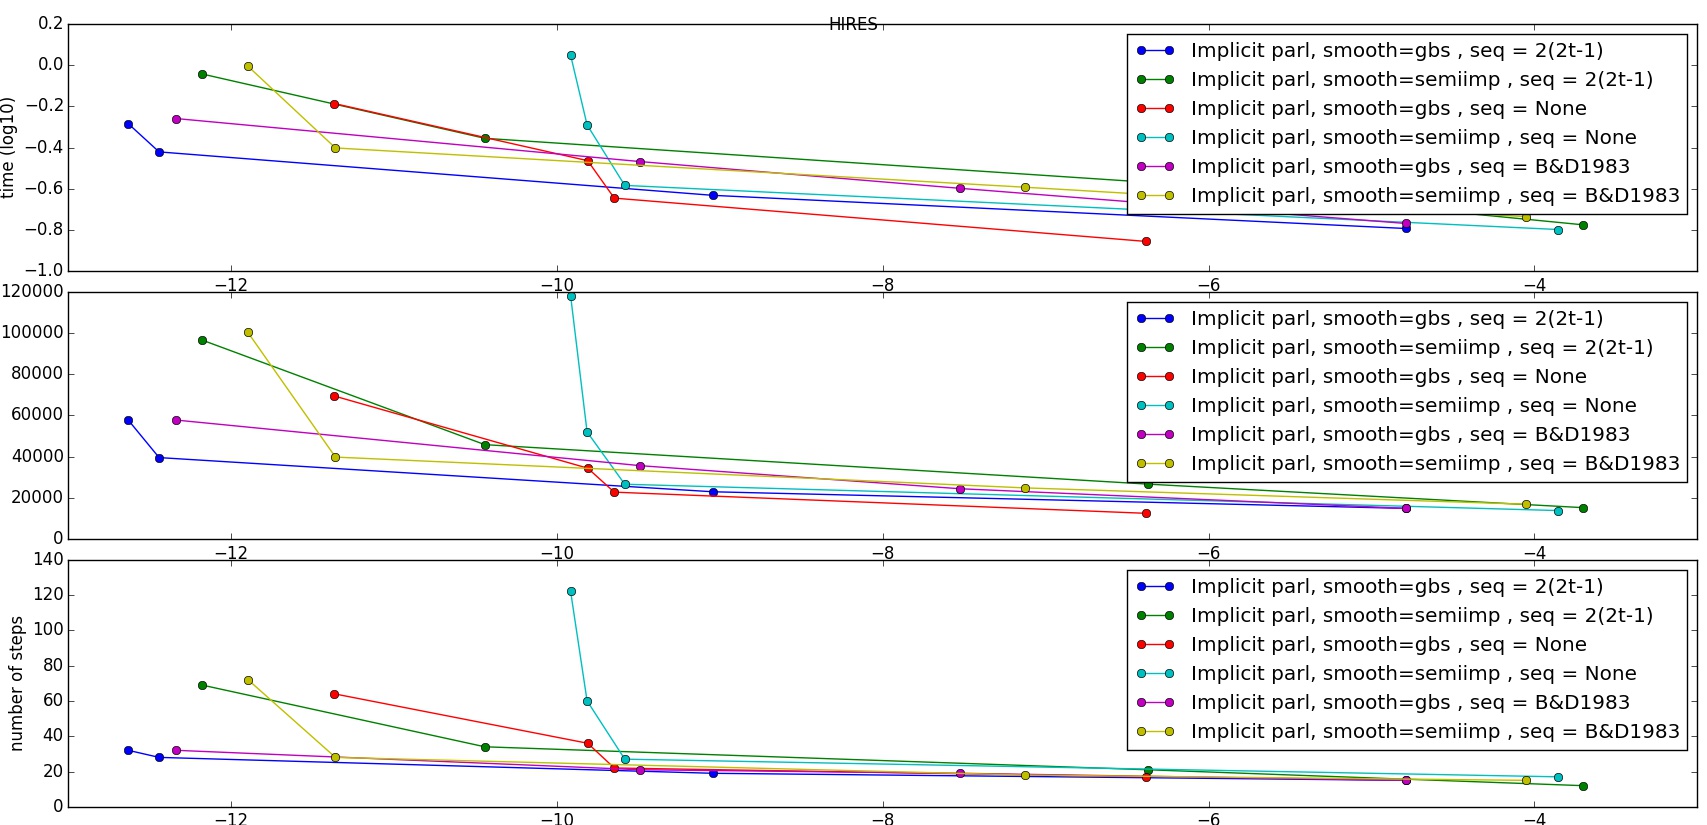 HIRES
0.2
0.0
−0.2
−0.4
−0.6
−0.8
−1.0
time (log10)
Implicit parl, smooth=gbs , seq = 2(2t-1)
Implicit parl, smooth=semiimp , seq = 2(2t-1)
Implicit parl, smooth=gbs , seq = None
Implicit parl, smooth=semiimp , seq = None
Implicit parl, smooth=gbs , seq = B&D1983
Implicit parl, smooth=semiimp , seq = B&D1983
−12 −10 −8 −6 −4
120000
100000
80000
60000
40000
20000
0
Implicit parl, smooth=gbs , seq = 2(2t-1)
Implicit parl, smooth=semiimp , seq = 2(2t-1)
Implicit parl, smooth=gbs , seq = None
Implicit parl, smooth=semiimp , seq = None
Implicit parl, smooth=gbs , seq = B&D1983
Implicit parl, smooth=semiimp , seq = B&D1983
−12 −10 −8 −6 −4
140
120
100
80
60
40
20
0
number of steps
Implicit parl, smooth=gbs , seq = 2(2t-1)
Implicit parl, smooth=semiimp , seq = 2(2t-1)
Implicit parl, smooth=gbs , seq = None
Implicit parl, smooth=semiimp , seq = None
Implicit parl, smooth=gbs , seq = B&D1983
Implicit parl, smooth=semiimp , seq = B&D1983
−12 −10 −8 −6 −4